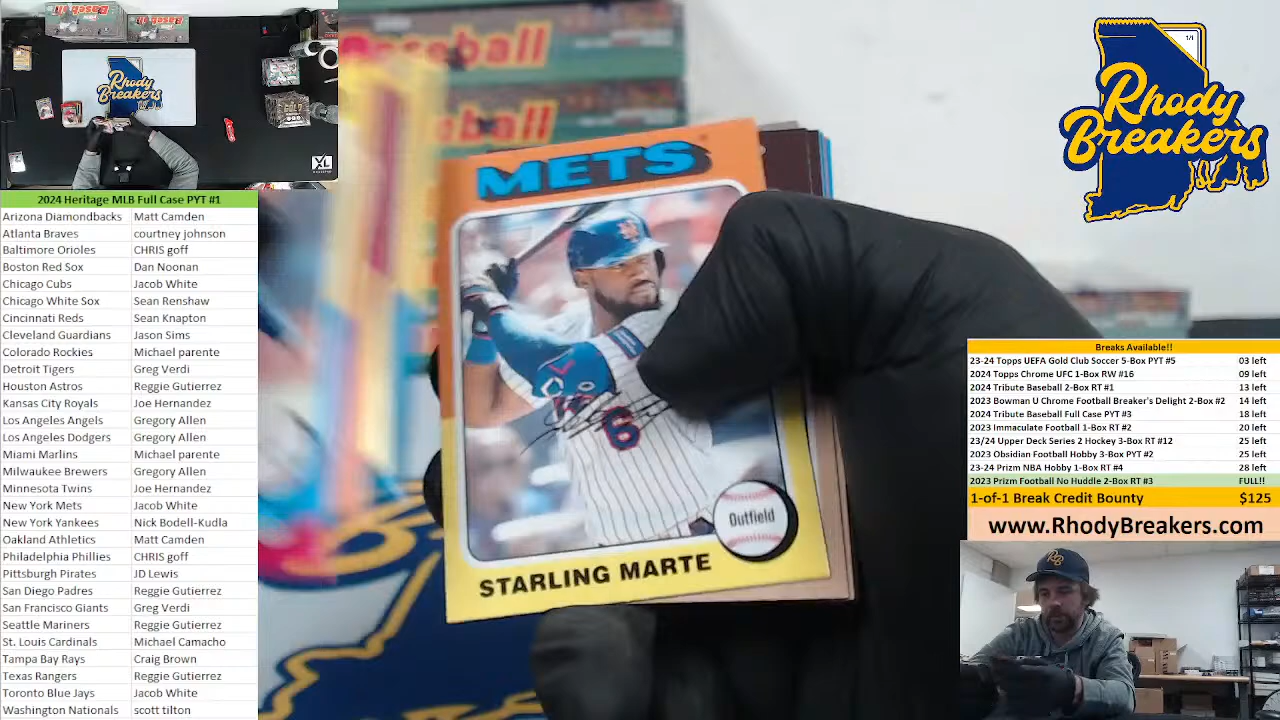 Baseball
Baseball
Rhody
Breakers
XL
2024 Heritage MLB Full Case PYT #1
Arizona Diamondbacks Matt Camden
Atlanta Braves courtney johnson
Baltimore Orioles CHRIS goff
Boston Red Sox Dan Noonan
Chicago Cubs Jacob White
Chicago White Sox Sean Renshaw
Cincinnati Reds Sean Knapton
Cleveland Guardians Jason Sims
Colorado Rockies Michael parente
Detroit Tigers Greg Verdi
Houston Astros Reggie Gutierrez
Kansas City Royals Joe Hernandez
Los Angeles Angels Gregory Allen
Los Angeles Dodgers Gregory Allen
Miami Marlins Michael parente
Milwaukee Brewers Gregory Allen
Minnesota Twins Joe Hernandez
New York Mets Jacob White
New York Yankees Nick Bodell-Kudla
Oakland Athletics Matt Camden
Philadelphia Phillies CHRIS goff
Pittsburgh Pirates JD Lewis
San Diego Padres Reggie Gutierrez
San Francisco Giants Greg Verdi
Seattle Mariners Reggie Gutierrez
St. Louis Cardinals Michael Camacho
Tampa Bay Rays Craig Brown
Texas Rangers Reggie Gutierrez
Toronto Blue Jays Jacob White
Washington Nationals scott tilton
Baseball
eball
METS
6
Outfield
STARLING MARTE
1/1
Rhody
Breakers
Breaks Available!!
23-24 Topps UEFA Gold Club Soccer 5-Box PYT #5 03 left
2024 Topps Chrome UFC 1-Box RW #16 09 left
2024 Tribute Baseball 2-Box RT #1 13 left
2023 Bowman U Chrome Football Breaker's Delight 2-Box #2 14 left
2024 Tribute Baseball Full Case PYT #3 18 left
2023 Immaculate Football 1-Box RT #2 20 left
23/24 Upper Deck Series 2 Hockey 3-Box RT #12 25 left
2023 Obsidian Football Hobby 3-Box PYT #2 25 left
23-24 Prizm NBA Hobby 1-Box RT #4 28 left
2023 Prizm Football No Huddle 2-Box RT #3 FULL!!
1-of-1 Break Credit Bounty $125
www.RhodyBreakers.com
RB